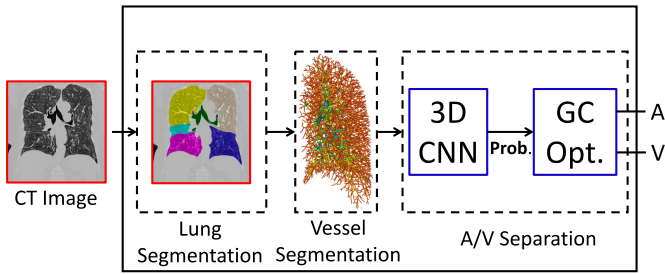 CT Image
Lung
Segmentation
Vessel
Segmentation
3D
CNN
Prob.
GC
Opt.
A
V
A/V Separation